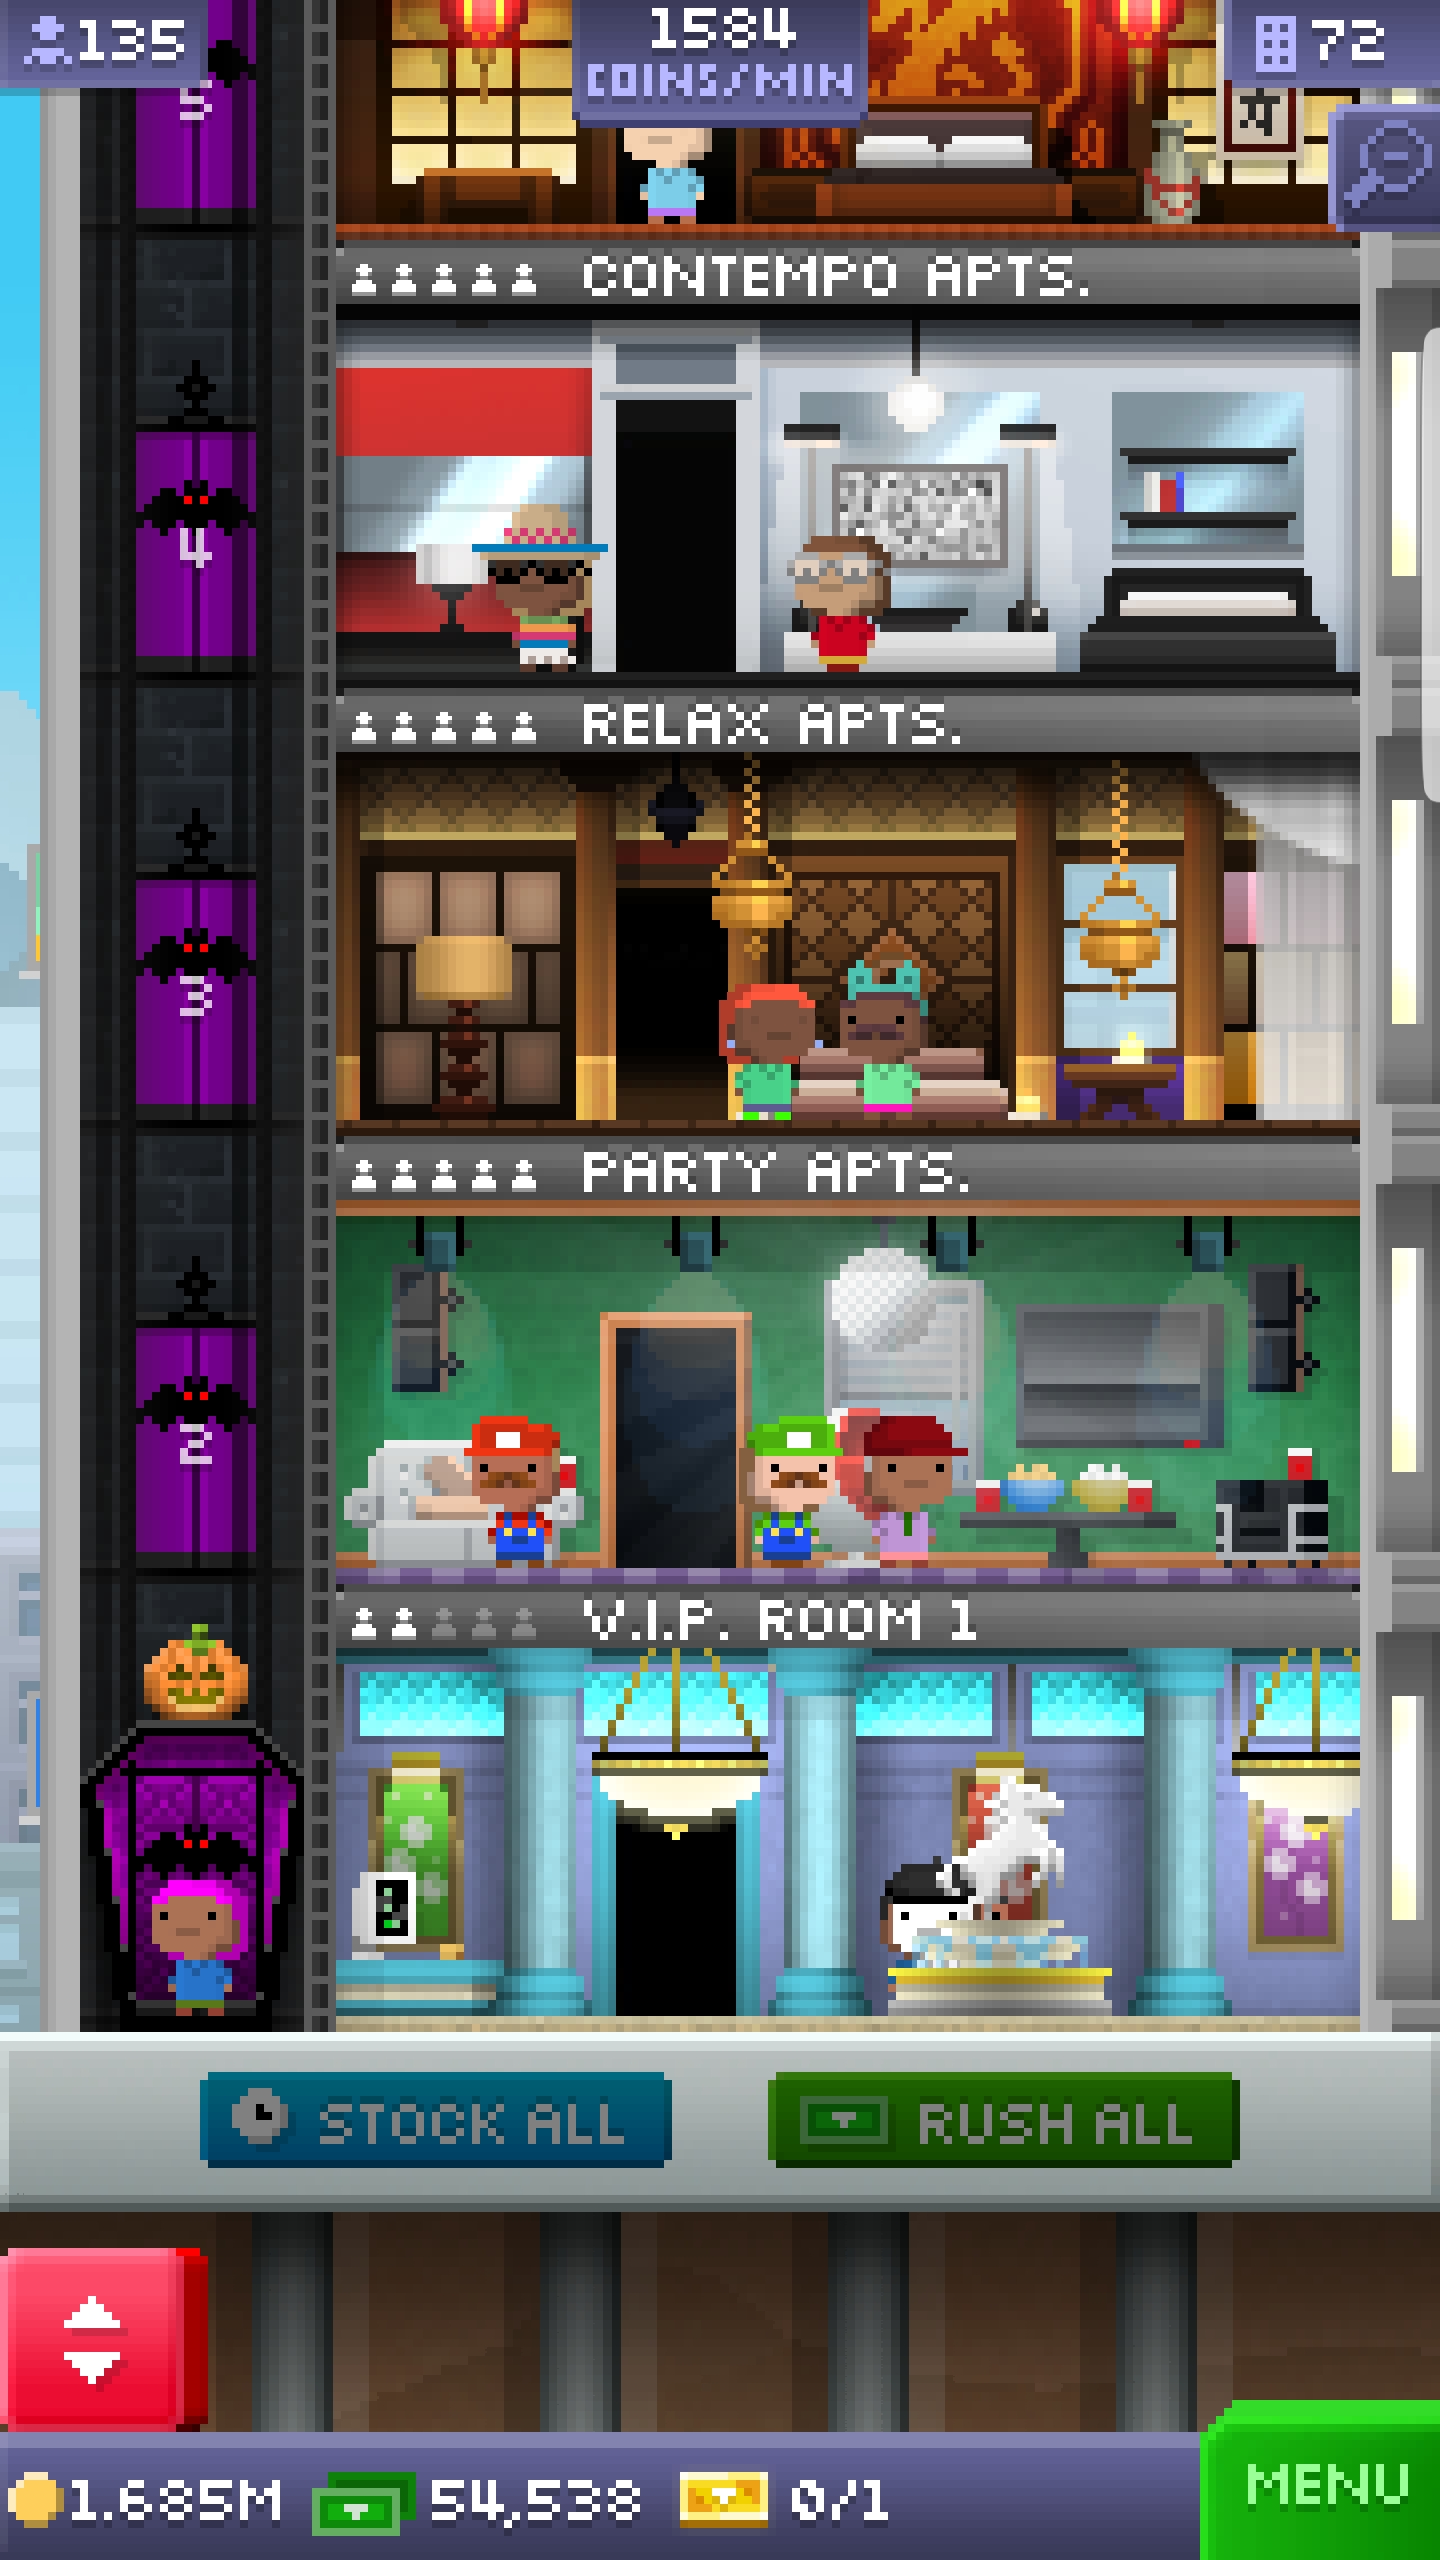 135
1584
COINS/MIN
72
5
CONTEMPO APTS.
4
RELAX APTS.
3
PARTY APTS.
2
V.I.P. ROOM 1
STOCK ALL
RUSH ALL
1.685M
54,538
0/1
MENU